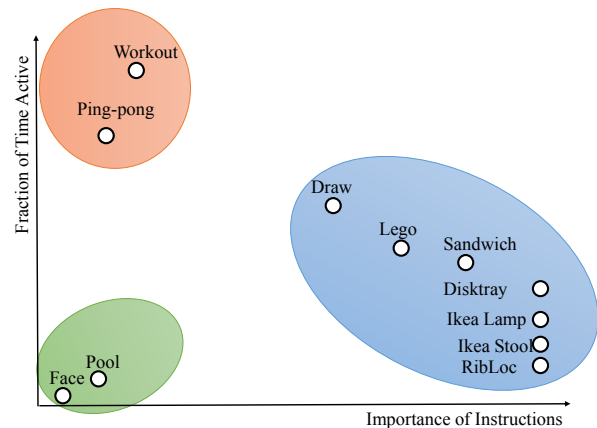 Workout
Ping-pong
Fraction of Time Active
Draw
Lego
Sandwich
Disktray
Ikea Lamp
Ikea Stool
RibLoc
Pool
Face
Importance of Instructions